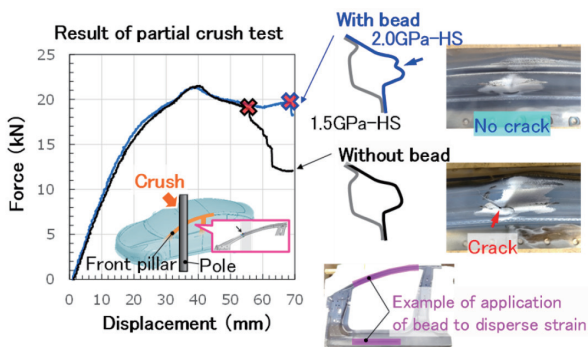 Result of partial crush test
25
20
15
10
5
0
0 10 20 30 40 50 60 70
Force (kN)
Displacement (mm)
Crush
Front pillar
Pole
With bead
2.0GPa-HS
1.5GPa-HS
Without bead
No crack
Crack
Example of application
of bead to disperse strain